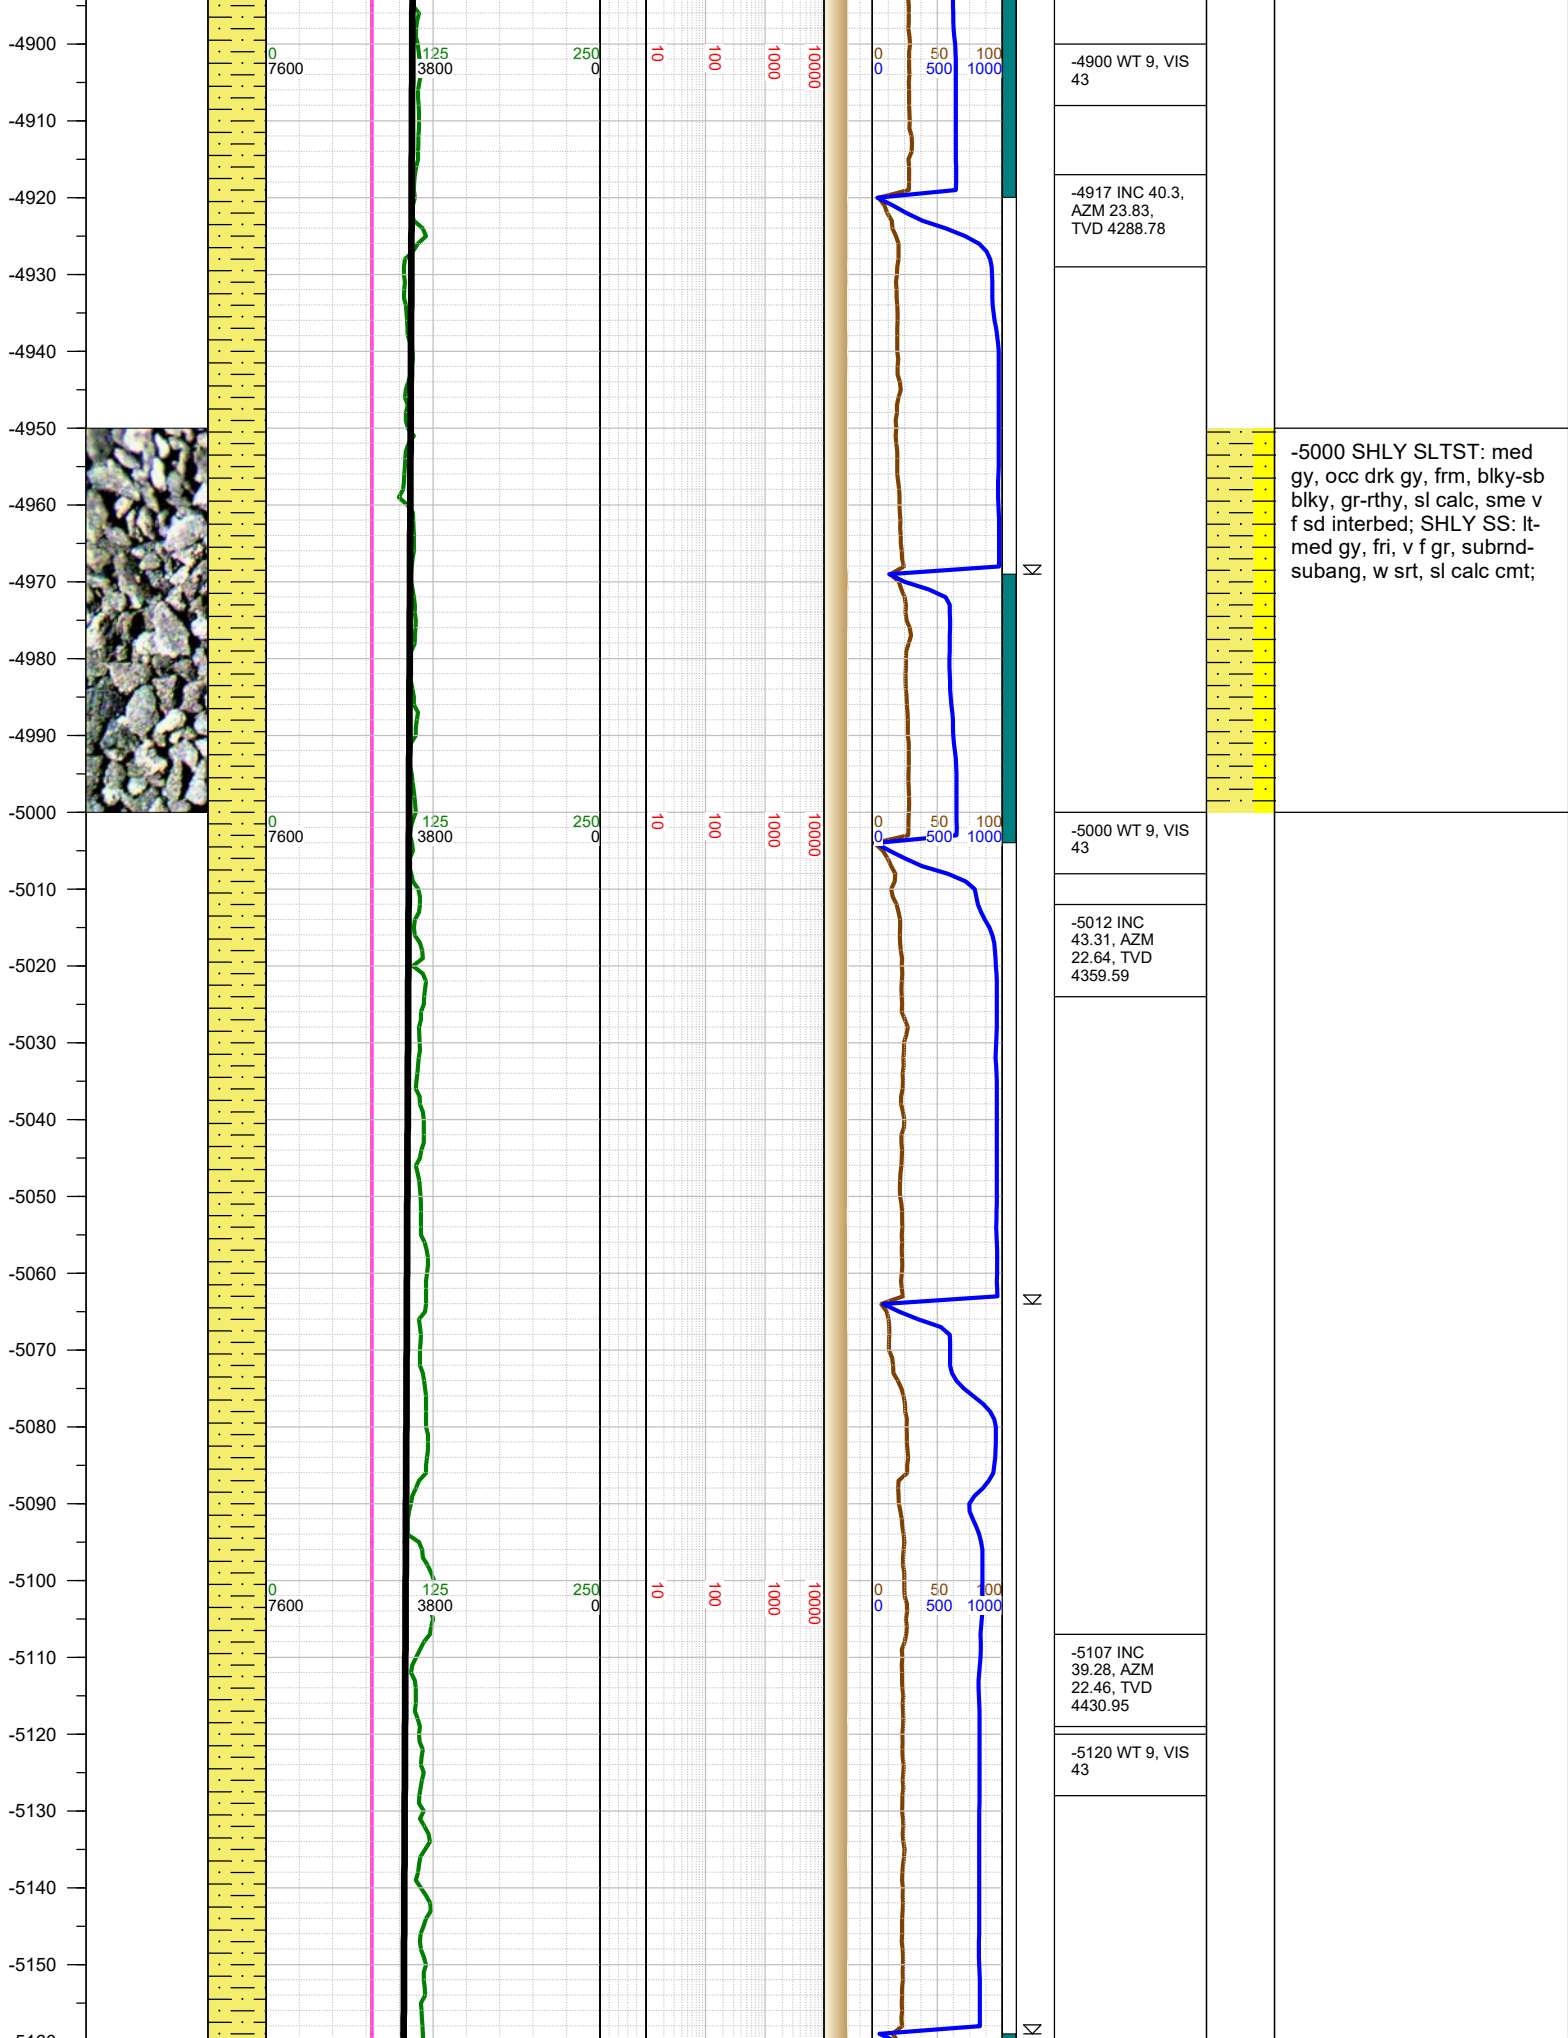 -4900
0 125 250
7600 3800 0
10 100 1000 10000
0 50 100
0 500 1000
-4900 WT 9, VIS
43
-4910
-4920
-4917 INC 40.3,
AZM 23.83,
TVD 4288.78
-4930
-4940
-4950
-5000 SHLY SLTST: med
gy, occ drk gy, frm, blky-sb
blky, gr-rthy, sl calc, sme v
f sd interbed; SHLY SS: lt-
med gy, fri, v f gr, subrnd-
subang, w srt, sl calc cmt;
-4960
-4970
-4980
-4990
-5000
0 125 250
7600 3800 0
10 100 1000 10000
0 50 100
0 500 1000
-5000 WT 9, VIS
43
-5010
-5012 INC
43.31, AZM
22.64, TVD
4359.59
-5020
-5030
-5040
-5050
-5060
-5070
-5080
-5090
-5100
0 125 250
7600 3800 0
10 100 1000 10000
0 50 100
0 500 1000
-5110
-5107 INC
39.28, AZM
22.46, TVD
4430.95
-5120
-5120 WT 9, VIS
43
-5130
-5140
-5150